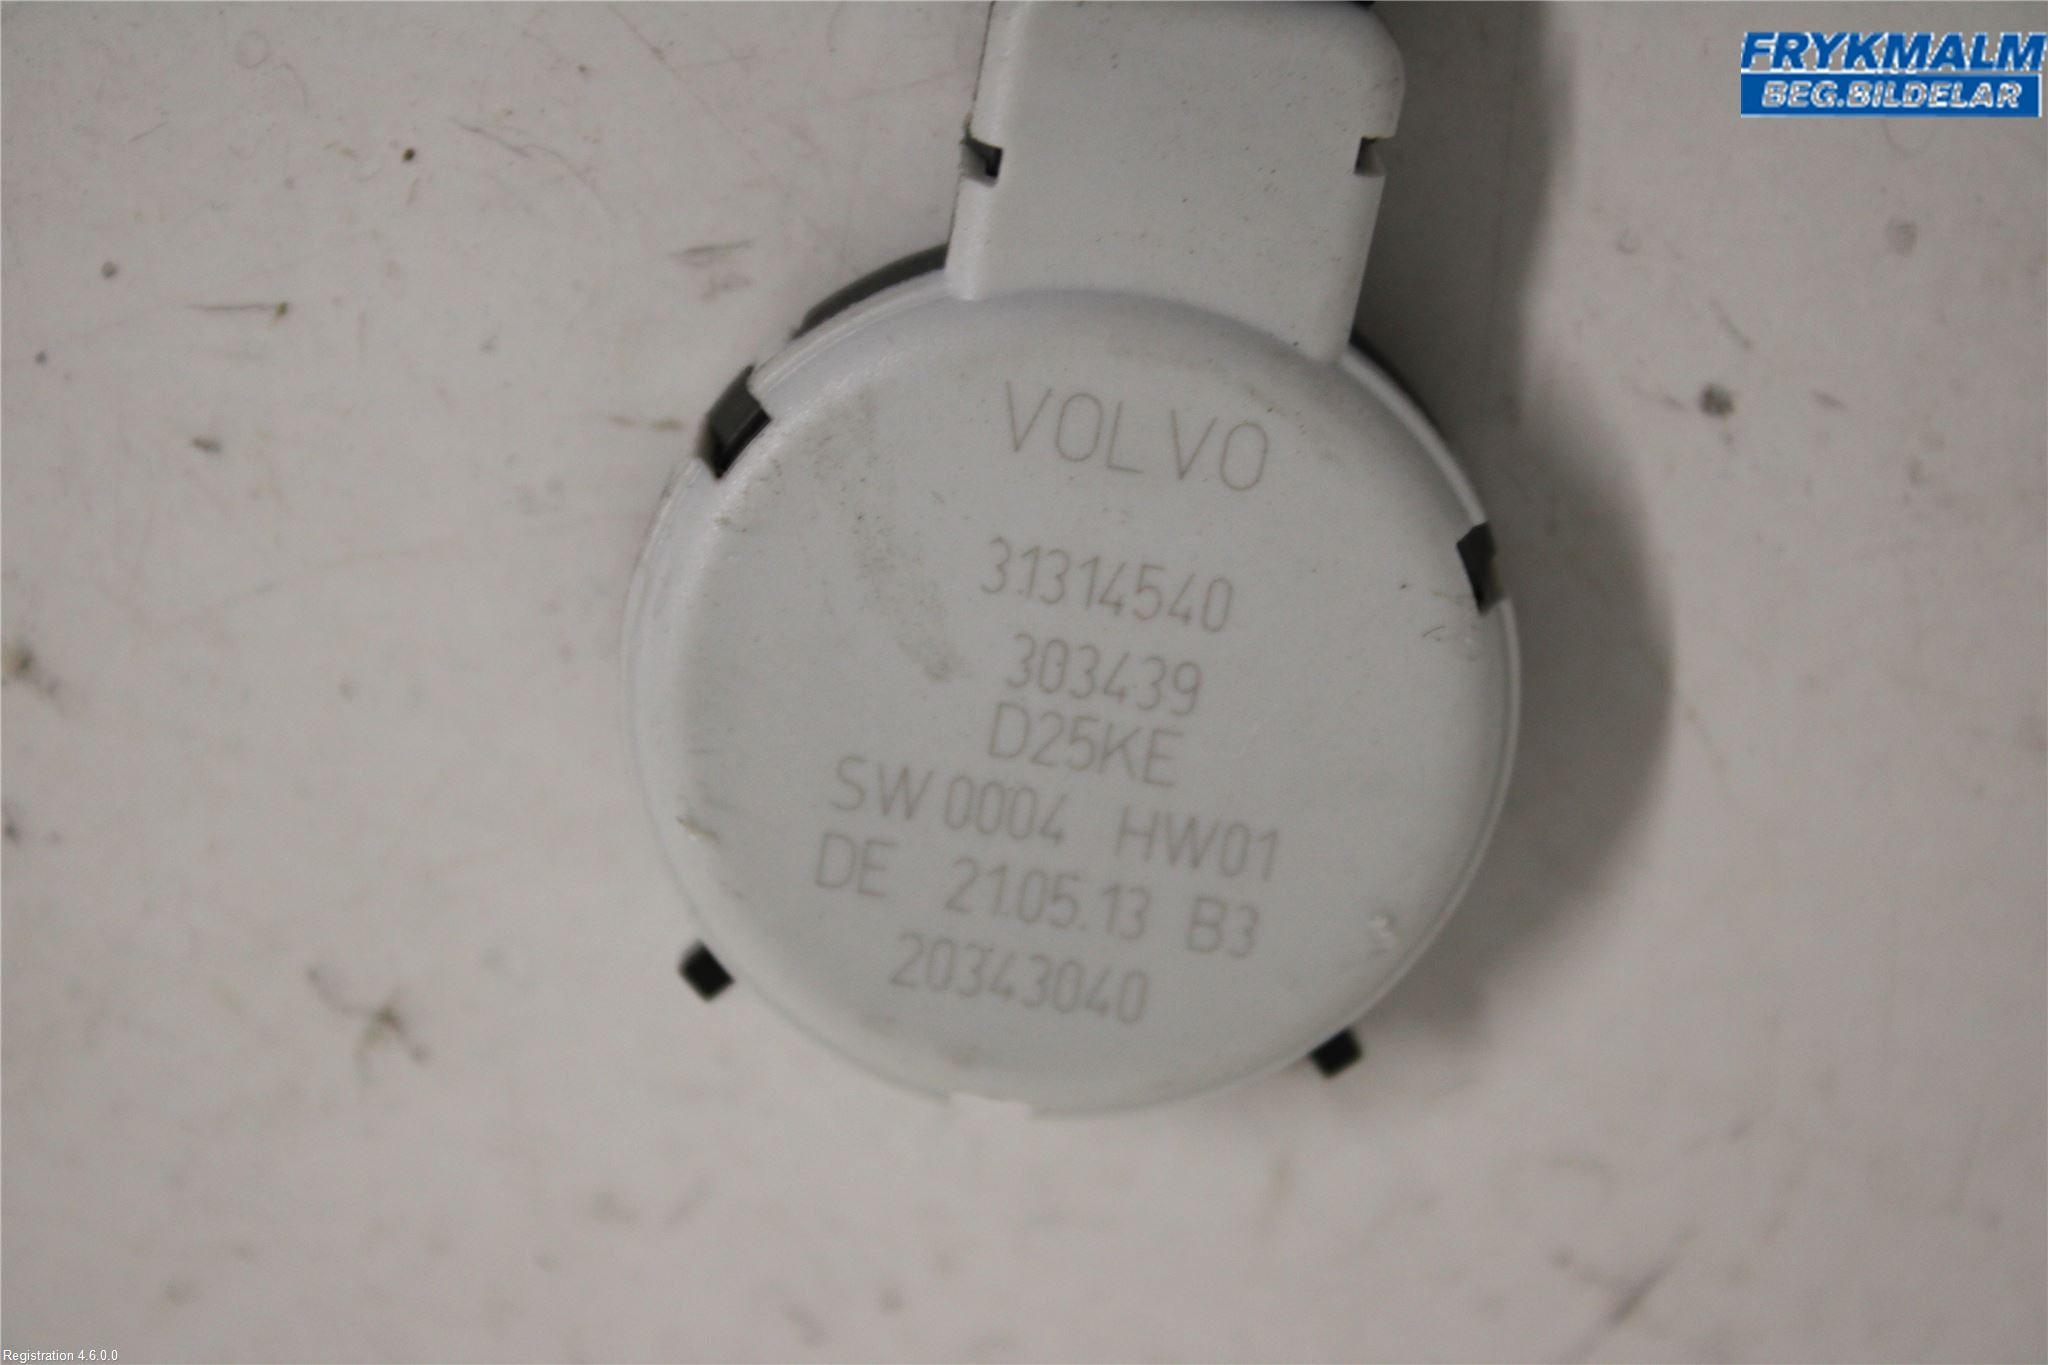 FRYKMALM
BEG.BILDELAR
VOLVO
31314540
303439
D25KE
SW 0004 HW01
DE 21.05.13 B3
20343040
Registration 4.6.0.0